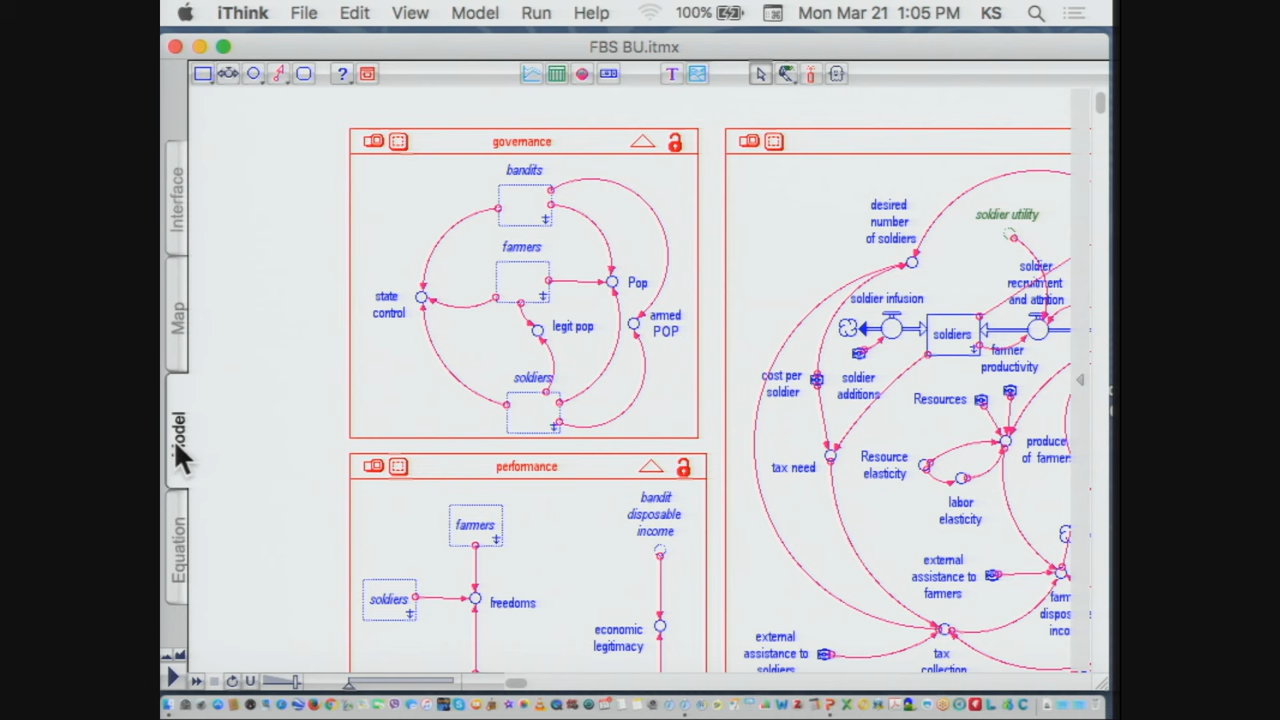 iThink File Edit View Model Run Help 100% Mon Mar 21 1:05 PM KS
FBS BU.itmx
?
T
Interface
Map
Model
Equation
governance
bandits
farmers
Pop
state
control
legit pop
armed
POP
soldiers
performance
farmers
soldiers
freedoms
bandit
disposable
income
economic
legitimacy
desired
number
of soldiers
soldier utility
soldier
recruitment
and attrition
soldier infusion
soldiers
farmer
productivity
cost per
soldier
soldier
additions
Resources
produce
of farmers
tax need
Resource
elasticity
labor
elasticity
external
assistance to
farmers
external
assistance to
soldiers
tax
collection
U